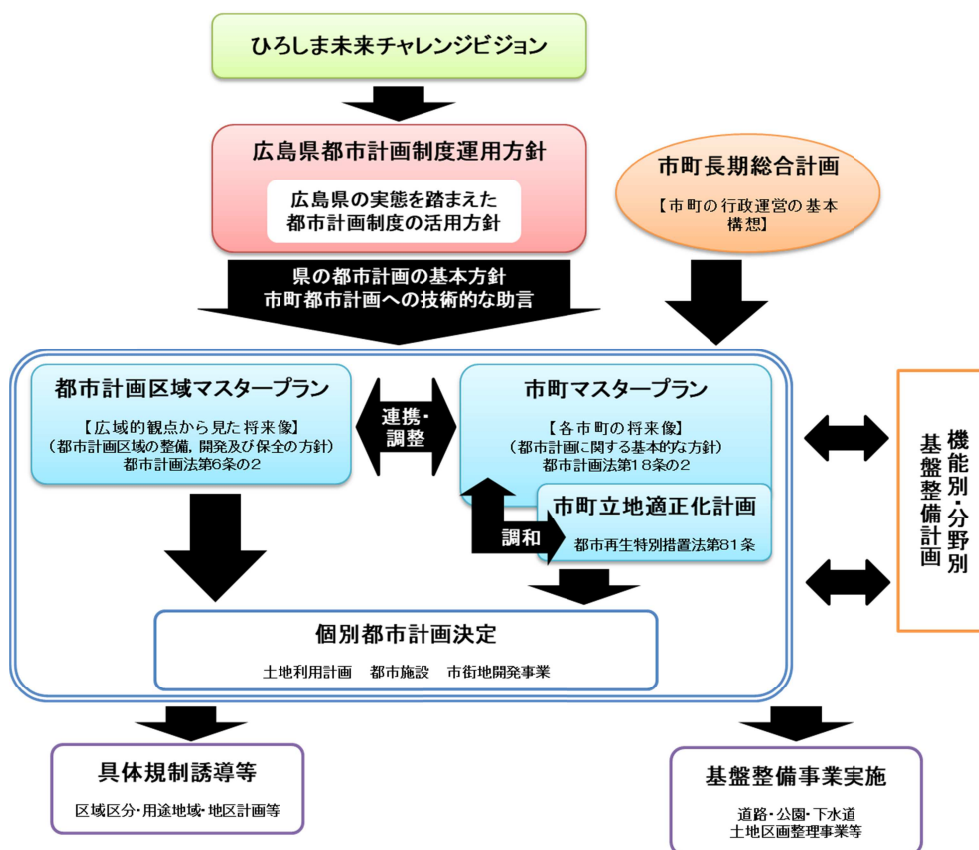 ひろしま未来チャレンジビジョン
広島県都市計画制度運用方針
広島県の実態を踏まえた
都市計画制度の活用方針
市町長期総合計画
【市町の行政運営の基本
構想】
県の都市計画の基本方針
市町都市計画への技術的な助言
都市計画区域マスタープラン
【広域的観点から見た将来像】
(都市計画区域の整備,開発及び保全の方針)
都市計画法第6条の2
連携・
調整
市町マスタープラン
【各市町の将来像】
(都市計画に関する基本的な方針)
都市計画法第18条の2
市町立地適正化計画
都市再生特別措置法第81条
調和
機能別・分野別
基盤整備計画
個別都市計画決定
土地利用計画 都市施設 市街地開発事業
具体規制誘導等
区域区分・用途地域・地区計画等
基盤整備事業実施
道路・公園・下水道
土地区画整理事業等